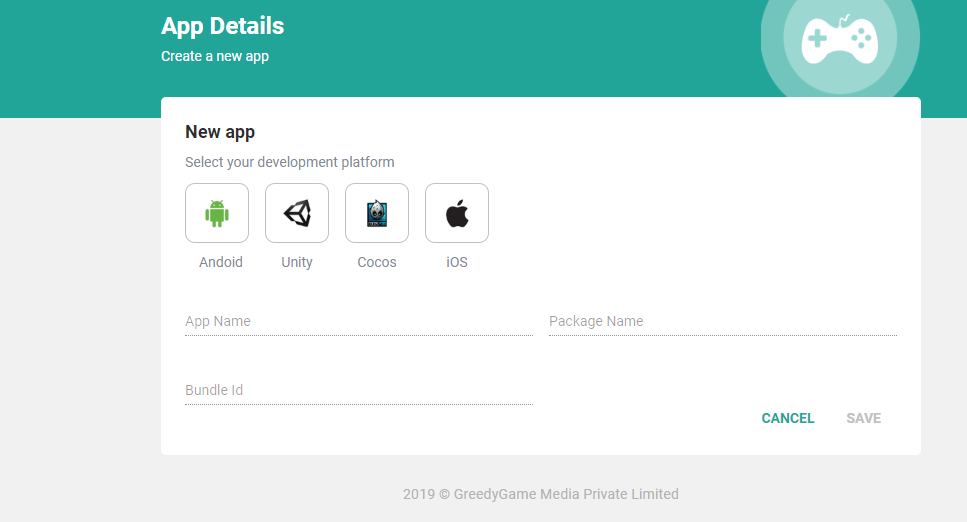 App Details
Create a new app
New app
Select your development platform
Andoid Unity Cocos iOS
App Name Package Name
Bundle Id
CANCEL SAVE
2019 © GreedyGame Media Private Limited